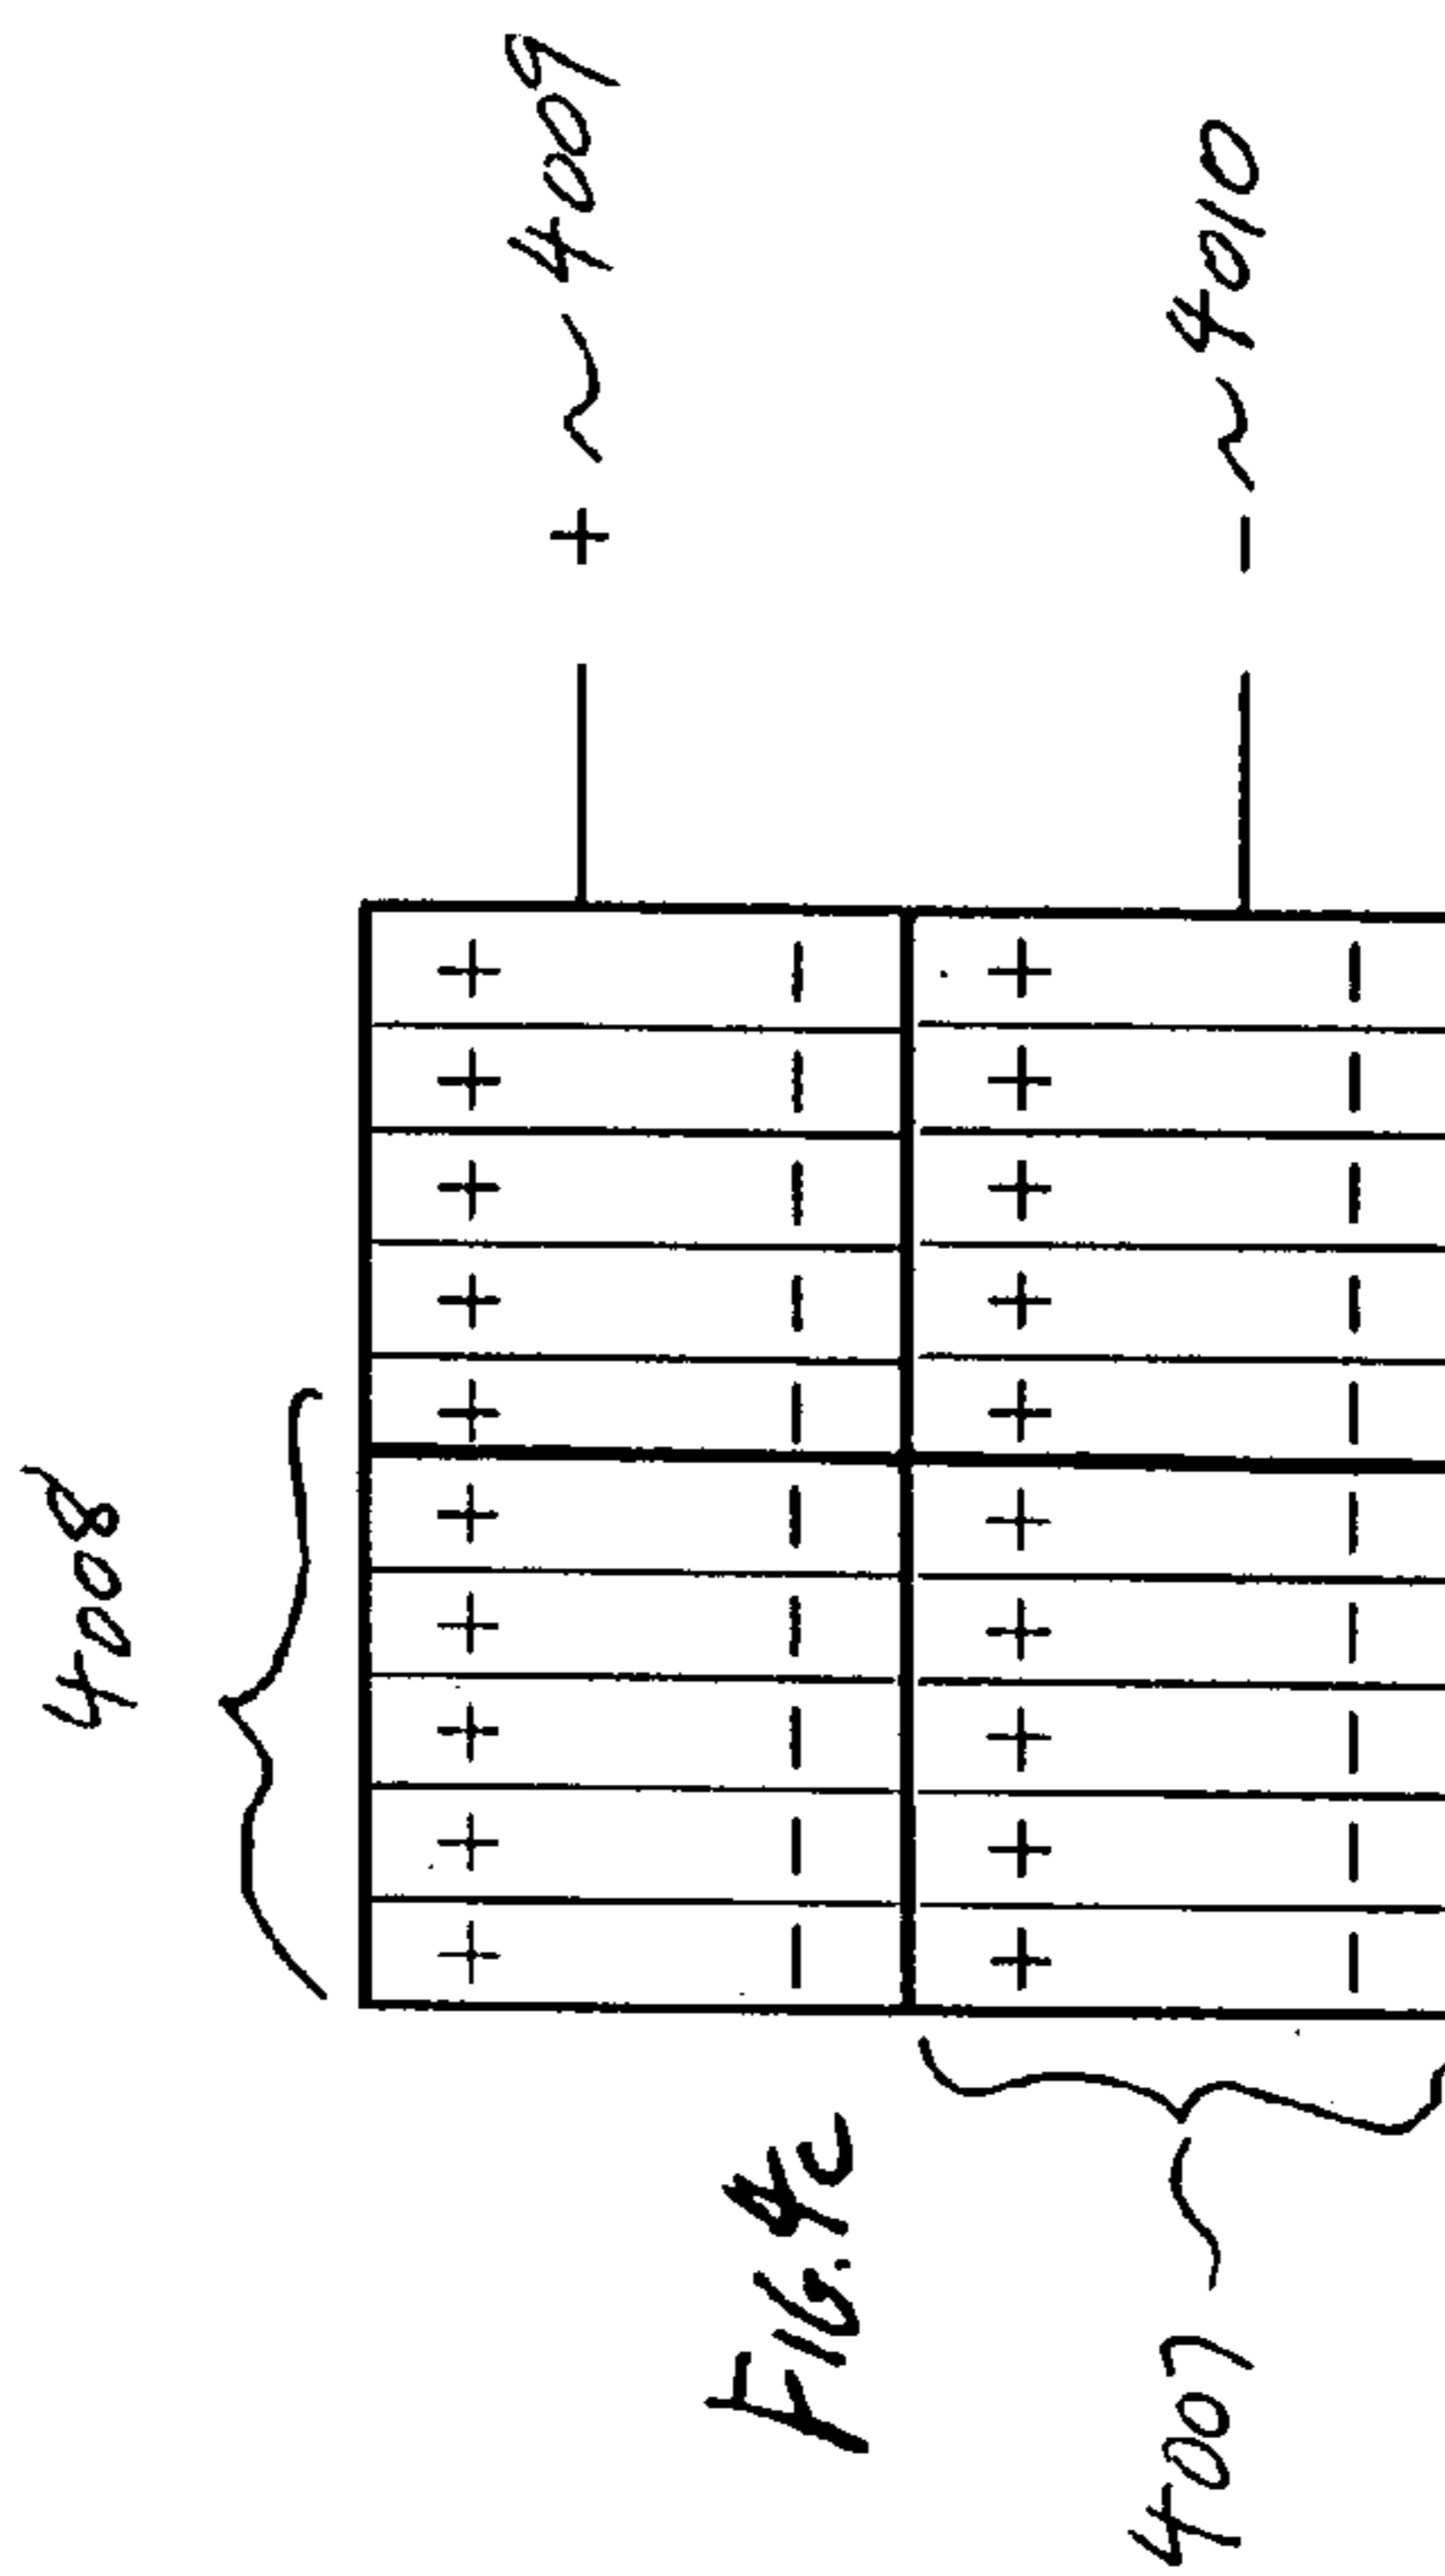 4008
+ + + + + + + + + +
+ ~ 4009
FIG. 4c
- - - - - - - - - -
+ + + + + + + + + +
4007
- ~ 4010
- - - - - - - - - -